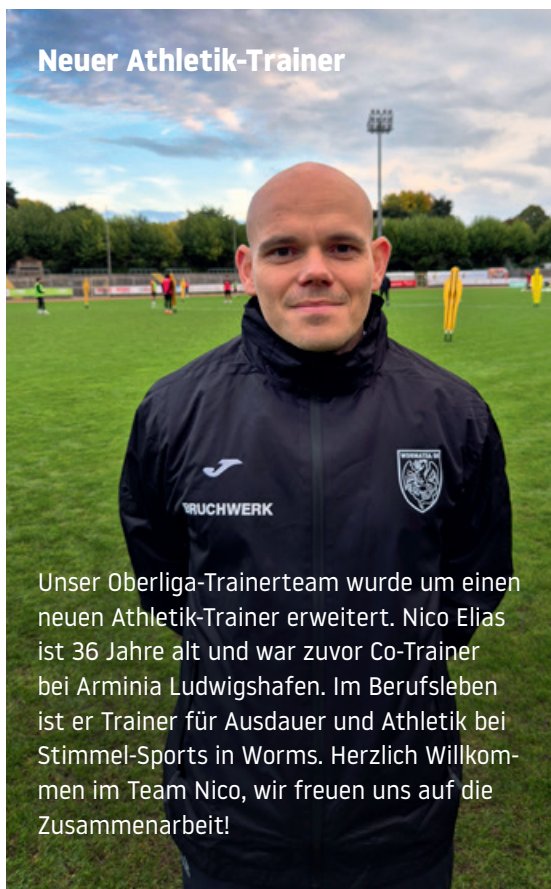 Neuer Athletik-Trainer
WORMATIA 08
BRUCHWERK
Unser Oberliga-Trainerteam wurde um einen
neuen Athletik-Trainer erweitert. Nico Elias
ist 36 Jahre alt und war zuvor Co-Trainer
bei Arminia Ludwigshafen. Im Berufsleben
ist er Trainer für Ausdauer und Athletik bei
Stimmel-Sports in Worms. Herzlich Willkom-
men im Team Nico, wir freuen uns auf die
Zusammenarbeit!